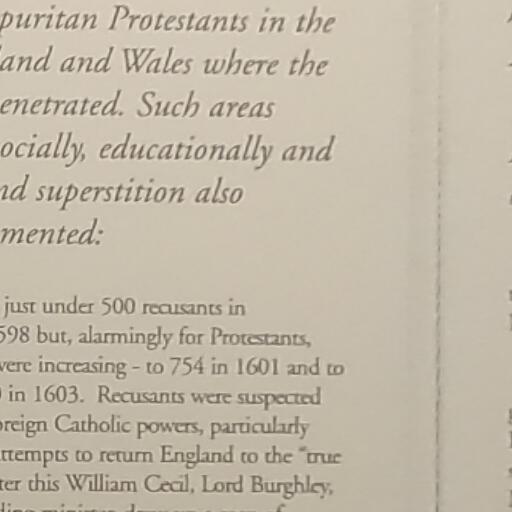 puritan Protestants in the
land and Wales where the
enetrated. Such areas
ocially, educationally and
nd superstition also
mented:
just under 500 recusants in
598 but, alarmingly for Protestants,
were increasing - to 754 in 1601 and to
in 1603. Recusants were suspected
oreign Catholic powers, particularly
ttempts to return England to the "true
ter this William Cecil, Lord Burghley,